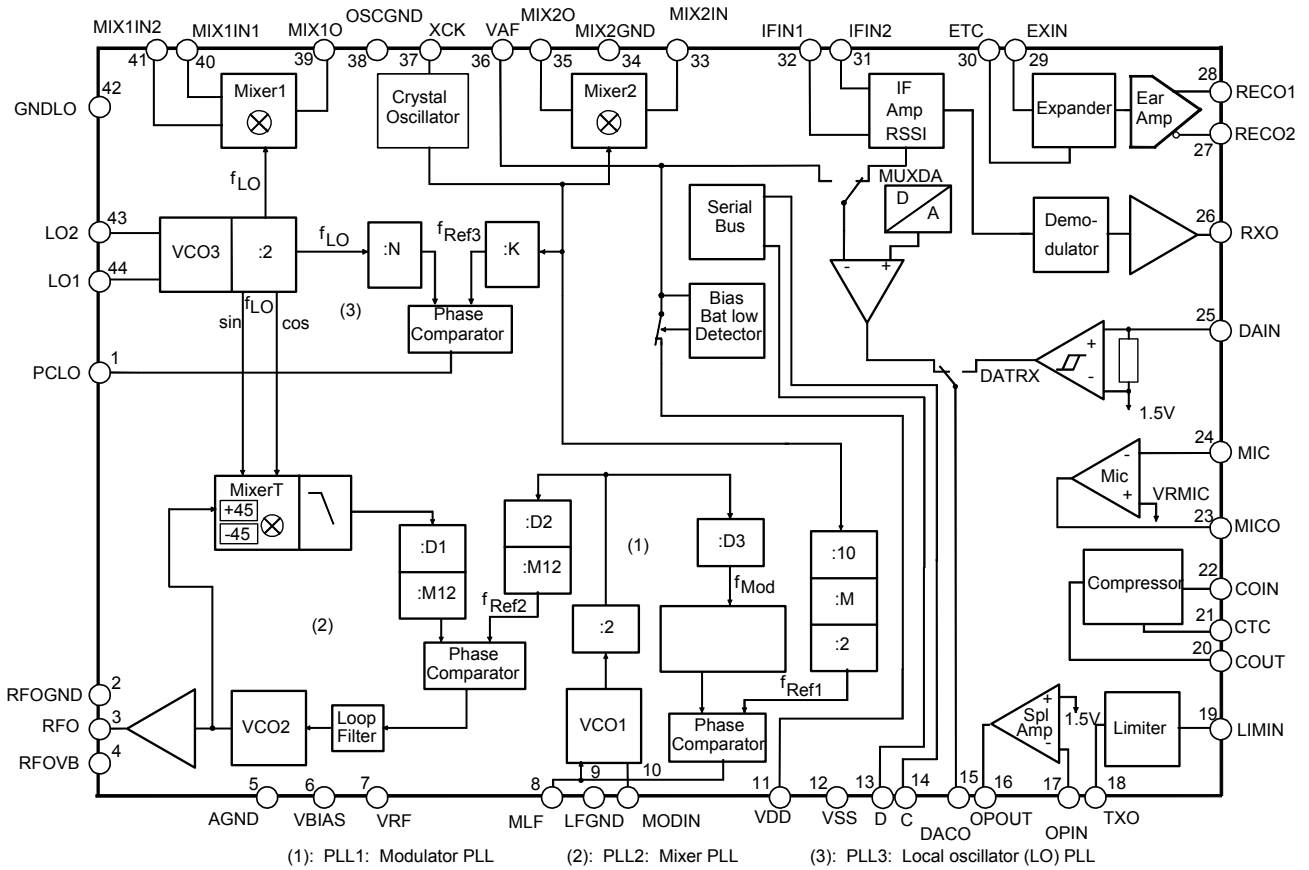 MIX1IN2
MIX1IN1
MIX1O
OSCGND
XCK
VAF
MIX2O
MIX2GND
MIX2IN
IFIN1
IFIN2
ETC
EXIN
41
40
39
38
37
36
35
34
33
32
31
30
29
42
GNDLO
Mixer1
Crystal
Oscillator
Mixer2
IF
Amp
RSSI
Expander
Ear
Amp
28
RECO1
RECO2
27
fLO
MUXDA
D
A
Serial
Bus
43
LO2
44
LO1
VCO3
:2
fLO
:N
fRef3
:K
Demo-
dulator
26
RXO
sin
fLO
cos
(3)
Phase
Comparator
Bias
Bat low
Detector
- +
1
PCLO
DATRX
+
-
25
DAIN
1.5V
MixerT
+45
-45
:D1
:M12
:D2
:M12
(1)
:D3
fMod
:10
:M
:2
-
Mic
+
VRMIC
24
MIC
23
MICO
Compressor
22
COIN
21
CTC
20
COUT
(2)
fRef2
:2
Phase
Comparator
fRef1
2
RFOGND
3
RFO
4
RFOVB
VCO2
Loop
Filter
VCO1
Phase
Comparator
+
Spl
Amp
-
1.5V
Limiter
19
LIMIN
5
6
7
8
9
10
11
12
13
14
15
16
17
18
AGND
VBIAS
VRF
MLF
LFGND
MODIN
VDD
VSS
D
C
DACO
OPOUT
OPIN
TXO
(1): PLL1: Modulator PLL
(2): PLL2: Mixer PLL
(3): PLL3: Local oscillator (LO) PLL